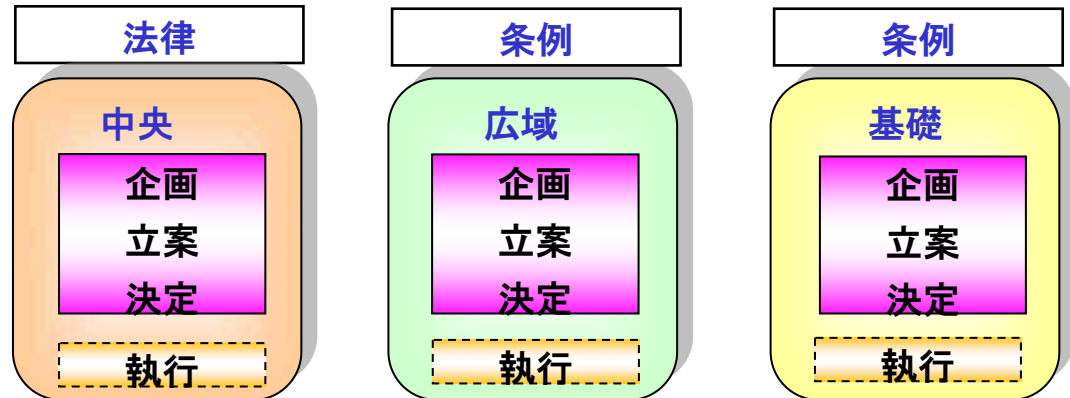 法律
中央
企画
立案
決定
執行
条例
広域
企画
立案
決定
執行
条例
基礎
企画
立案
決定
執行